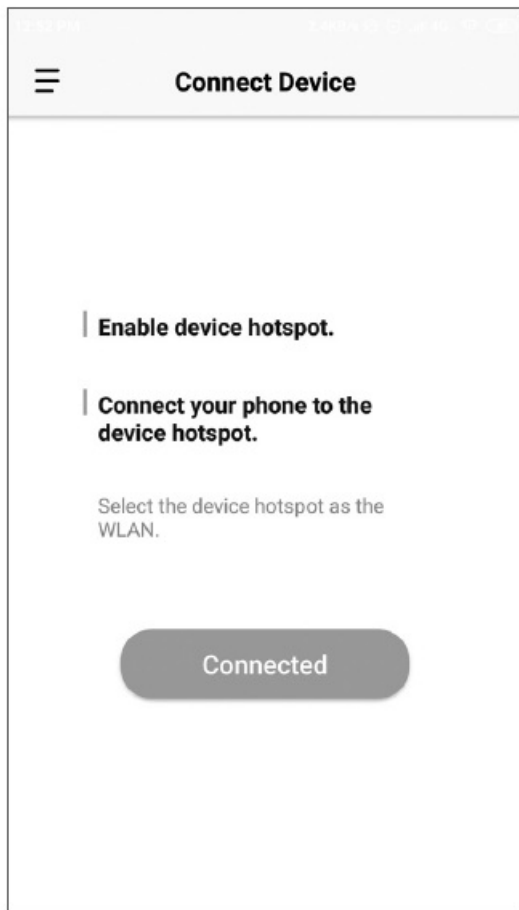 Connect Device
Enable device hotspot.
Connect your phone to the
device hotspot.
Select the device hotspot as the
WLAN.
Connected